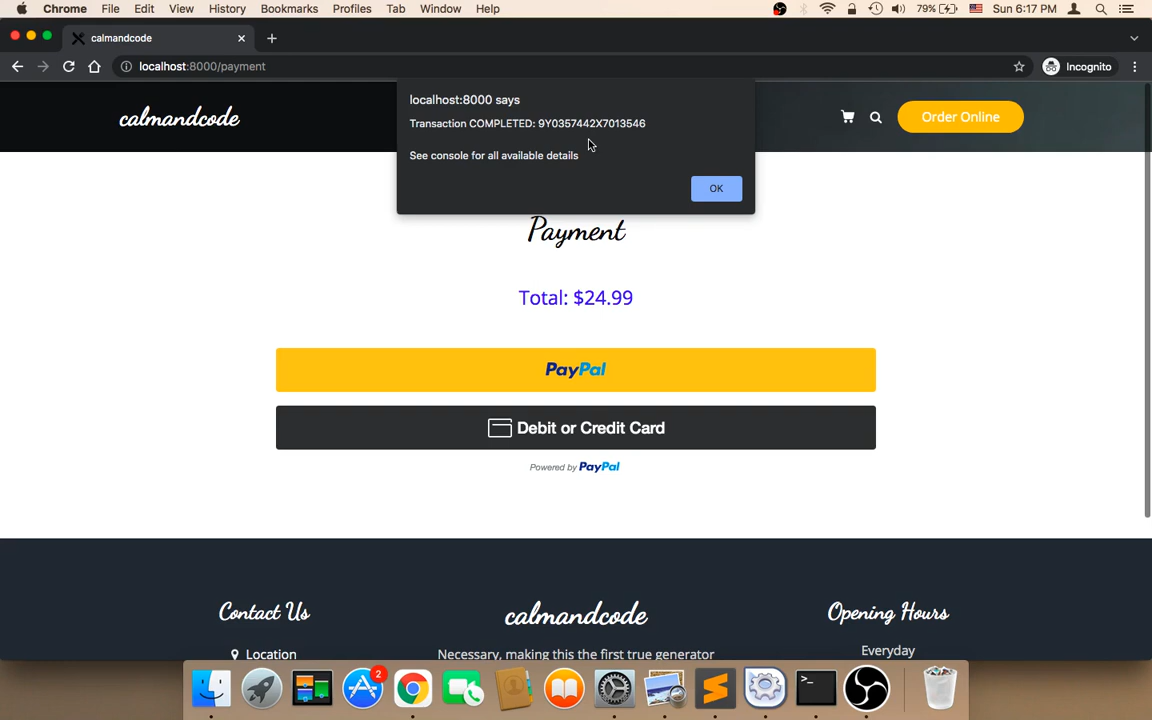 Chrome File Edit View History Bookmarks Profiles Tab Window Help 79% Sun 6:17 PM
calmandcode
localhost:8000/payment Incognito
calmandcode Order Online
localhost:8000 says
Transaction COMPLETED: 9Y0357442X7013546
See console for all available details
OK
Payment
Total: $24.99
PayPal
Debit or Credit Card
Powered by PayPal
Contact Us
calmandcode
Opening Hours
Location
Necessary, making this the first true generator
Everyday
2
>_